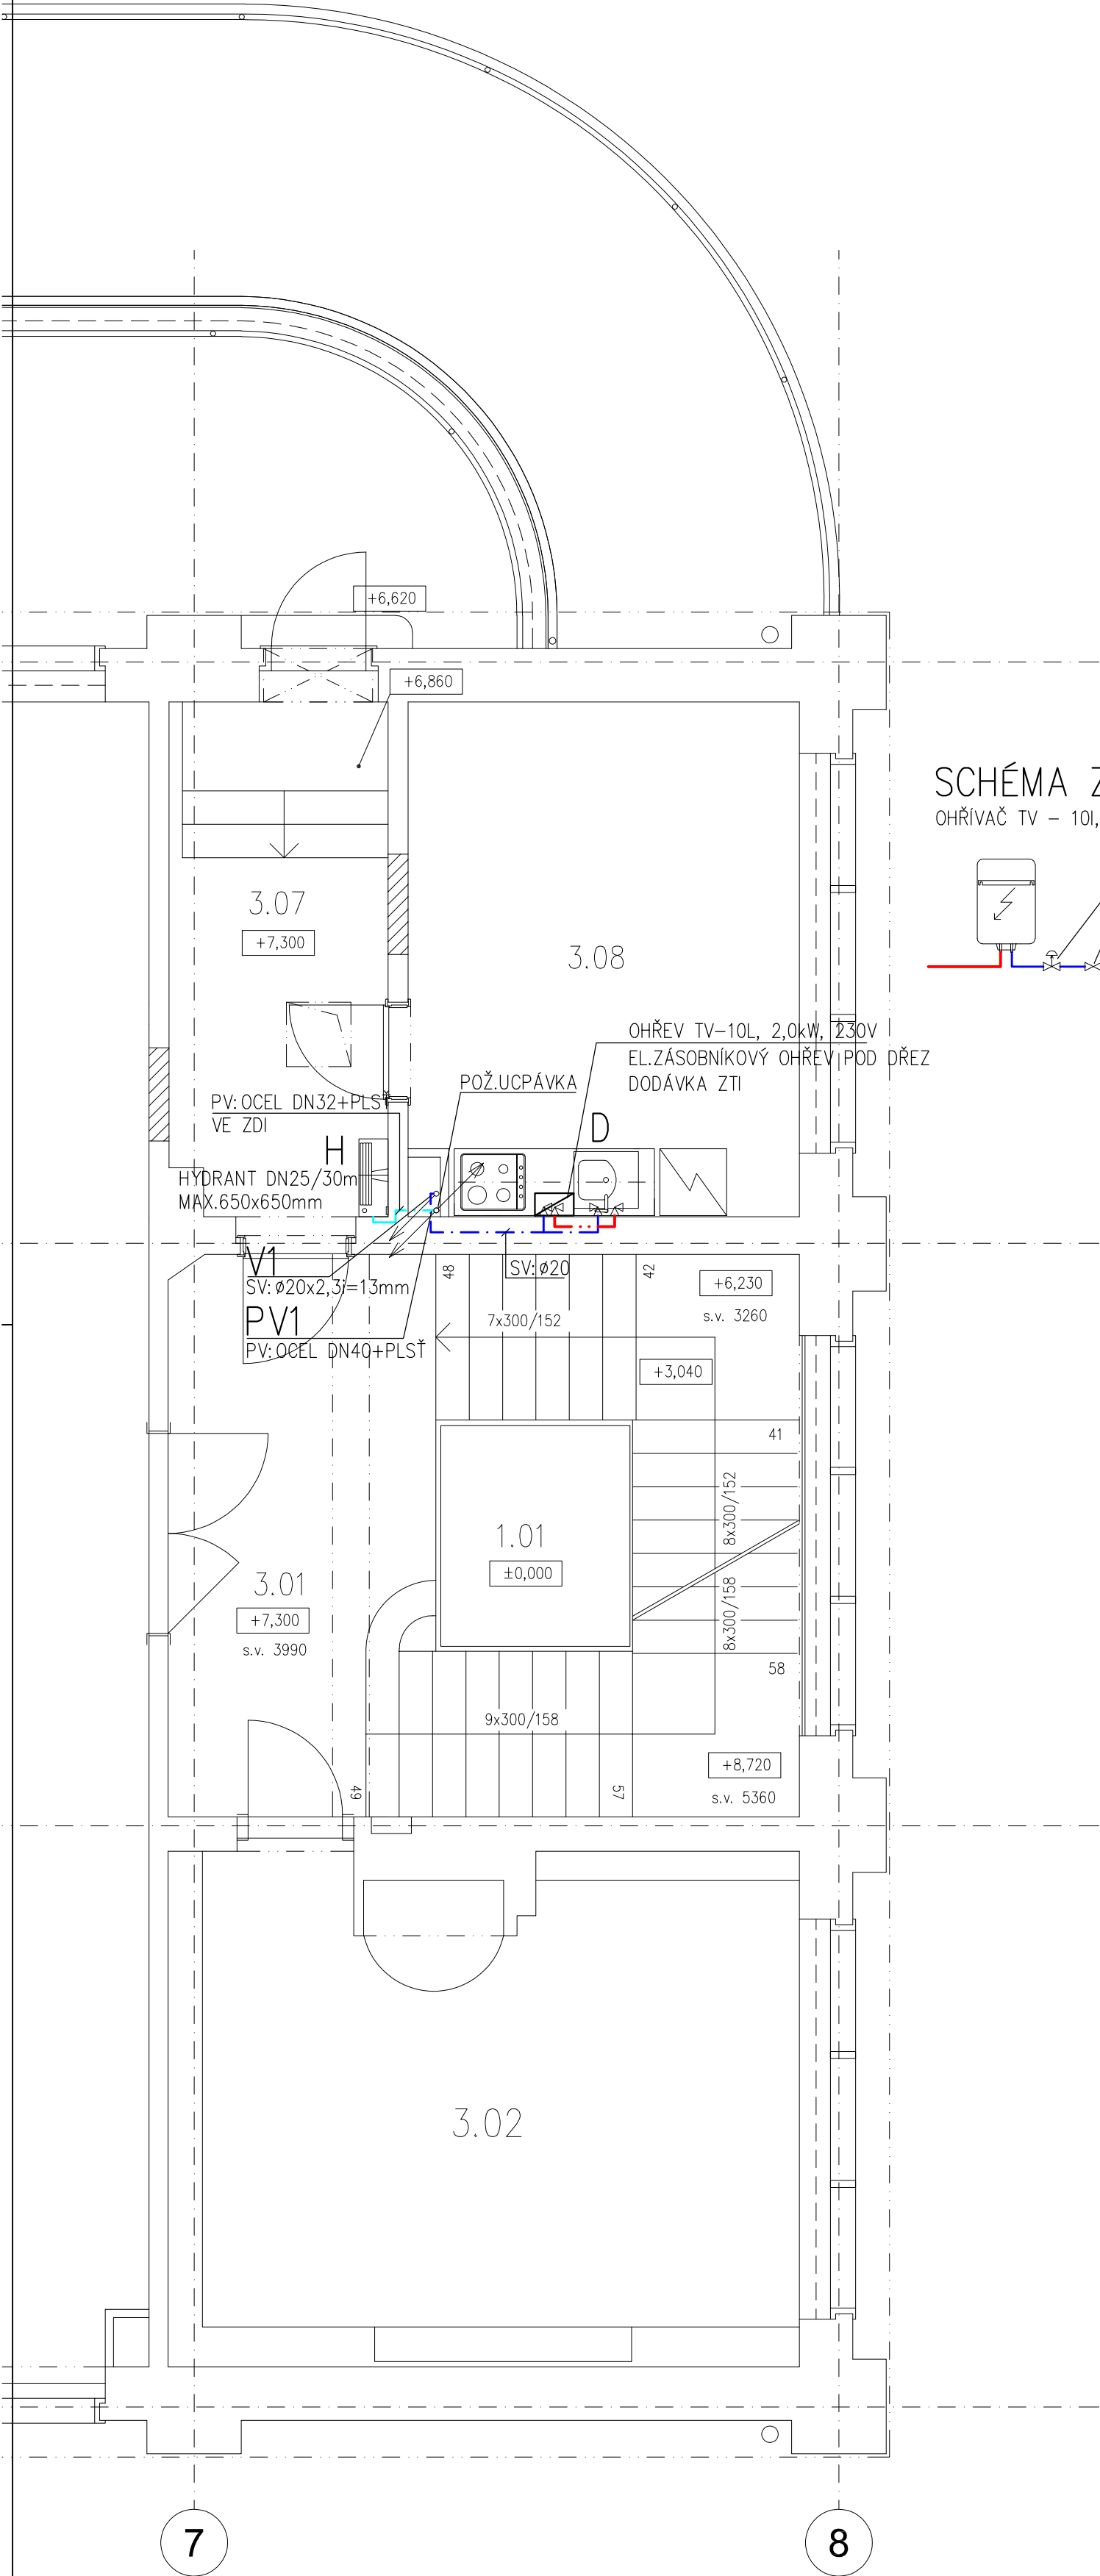 +6,620
+6,860
SCHÉMA Z
OHŘÍVAČ TV - 10l,
3.07
+7,300
3.08
OHŘEV TV-10L, 2,0kW, 230V
EL.ZÁSOBNÍKOVÝ OHŘEV POD DŘEZ
DODÁVKA ZTI
POŽ.UCPÁVKA
PV: OCEL DN32+PLSŤ
VE ZDI
D
H
HYDRANT DN25/30m
MAX.650x650mm
V1
SV: ø20x2,3i=13mm
SV: ø20
PV1
PV: OCEL DN40+PLSŤ
48
42
+6,230
s.v. 3260
7x300/152
+3,040
41
8x300/152
1.01
±0,000
3.01
+7,300
s.v. 3990
8x300/158
58
9x300/158
49
57
+8,720
s.v. 5360
3.02
7
8